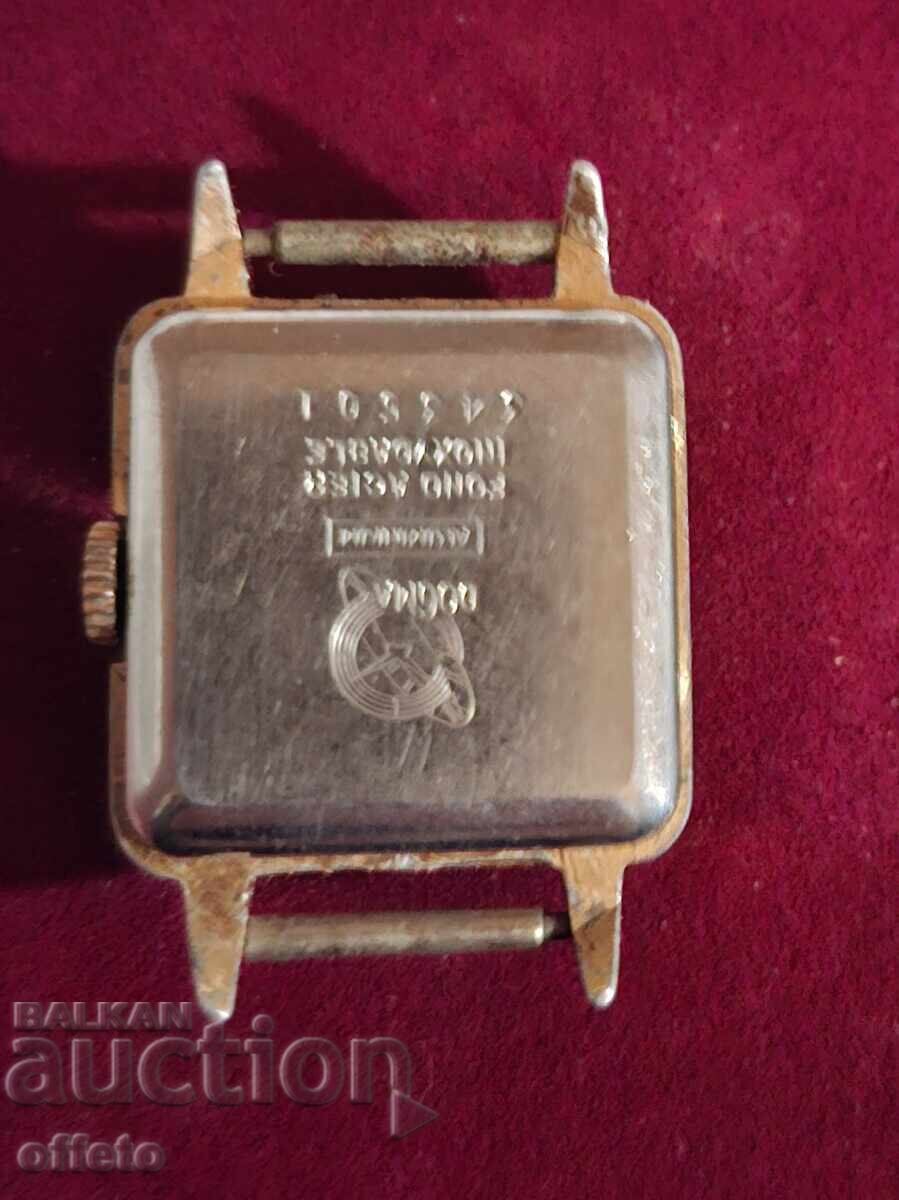 DOGMA
FOND ACIER
INOXYDABLE
BALKAN
auction
offeto